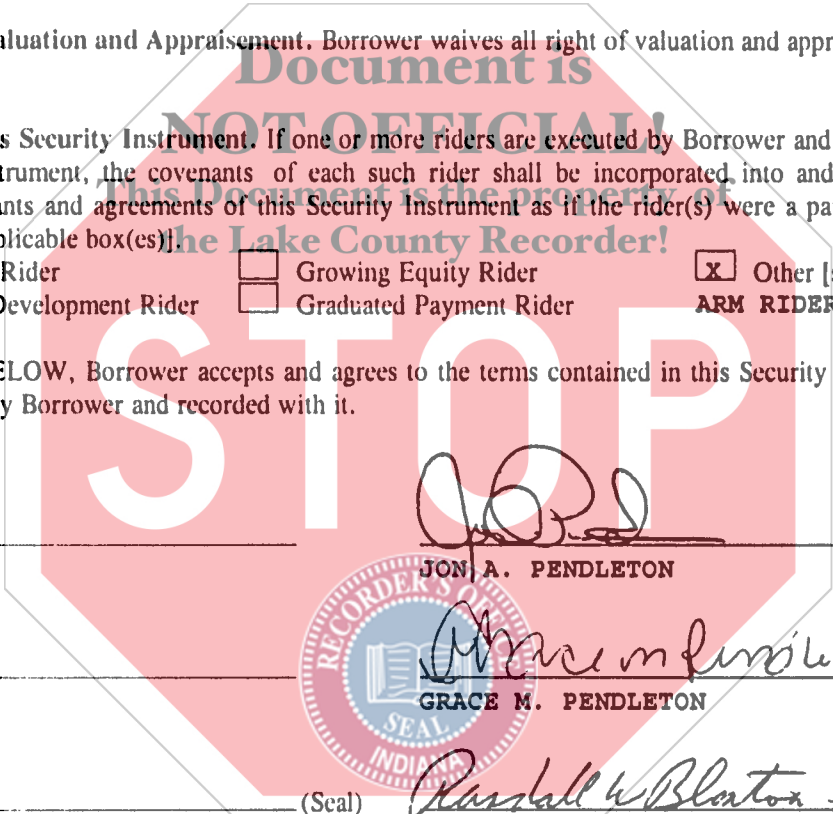 aluation and Appraisement. Borrower waives all right of valuation and appr
Document is
NOT OFFICIAL!
s Security Instrument. If one or more riders are executed by Borrower and
trument, the covenants of each such rider shall be incorporated into and
This Document is the property of
nts and agreements of this Security Instrument as if the rider(s) were a pa
plicable box(es)].
the Lake County Recorder!
Rider Growing Equity Rider X Other [s
Development Rider Graduated Payment Rider ARM RIDER
STOP
ELOW, Borrower accepts and agrees to the terms contained in this Security
y Borrower and recorded with it.
JON A. PENDLETON
RECORDER'S OFFICE
Grace M Pendle
GRACE M. PENDLETON
SEAL
INDIANA
(Seal) Randall W Blaxton